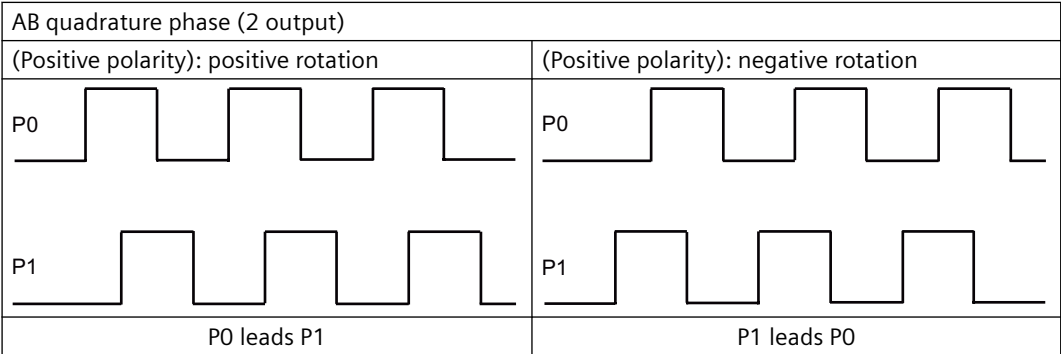 AB quadrature phase (2 output)
(Positive polarity): positive rotation
(Positive polarity): negative rotation
P0
P0
P1
P1
P0 leads P1
P1 leads P0